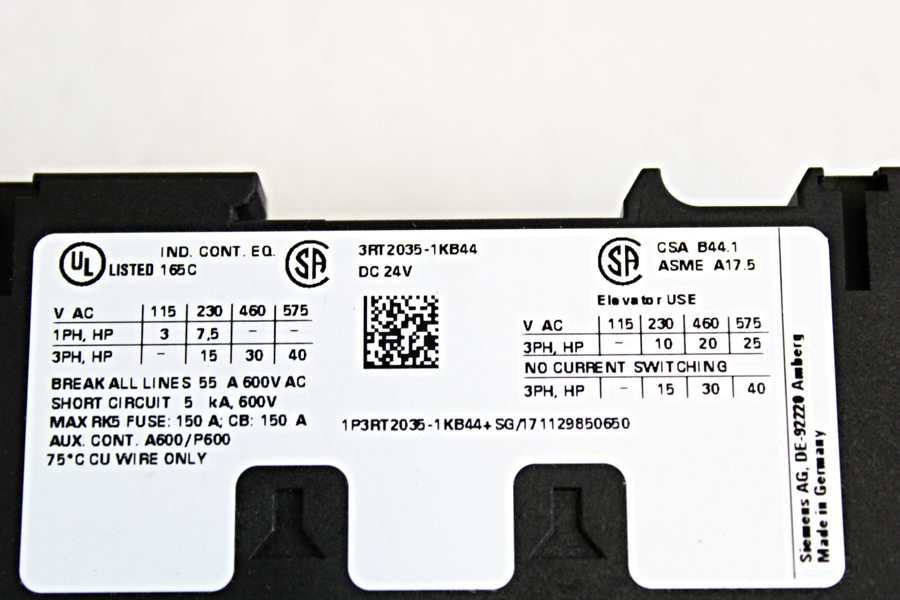 UL LISTED IND. CONT. EQ.
165C
SA
V AC 115 230 460 575
1PH, HP 3 7,5 – –
3PH, HP – 15 30 40
BREAK ALL LINES 55 A 600V AC
SHORT CIRCUIT 5 kA, 600V
MAX RK5 FUSE: 150 A; CB: 150 A
AUX. CONT. A600/P600
75°C CU WIRE ONLY
3RT2035-1KB44
DC 24V
1P3RT2035-1KB44+SG/171129850650
SA
CSA B44.1
ASME A17.5
Elevator USE
V AC 115 230 460 575
3PH, HP – 10 20 25
NO CURRENT SWITCHING
3PH, HP – 15 30 40
Siemens AG, DE-92220 Amberg
Made in Germany